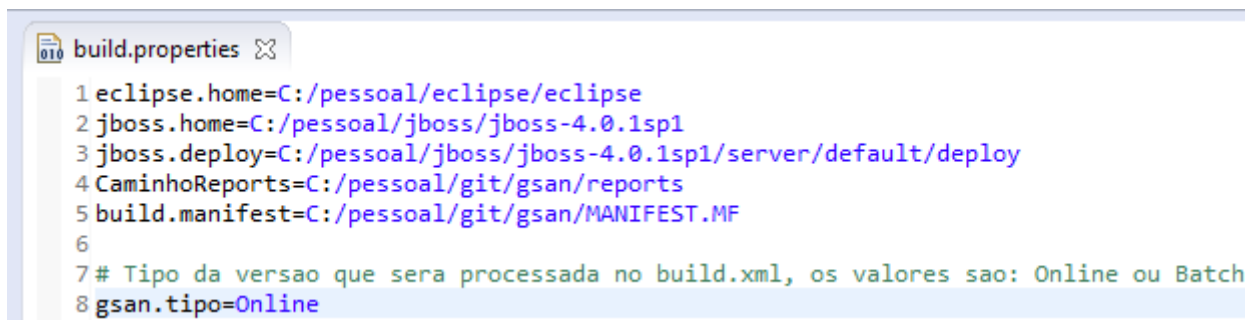 build.properties
1 eclipse.home=C:/pessoal/eclipse/eclipse
2 jboss.home=C:/pessoal/jboss/jboss-4.0.1sp1
3 jboss.deploy=C:/pessoal/jboss/jboss-4.0.1sp1/server/default/deploy
4 CaminhoReports=C:/pessoal/git/gsan/reports
5 build.manifest=C:/pessoal/git/gsan/MANIFEST.MF
6
7 # Tipo da versao que sera processada no build.xml, os valores sao: Online ou Batch
8 gsan.tipo=Online